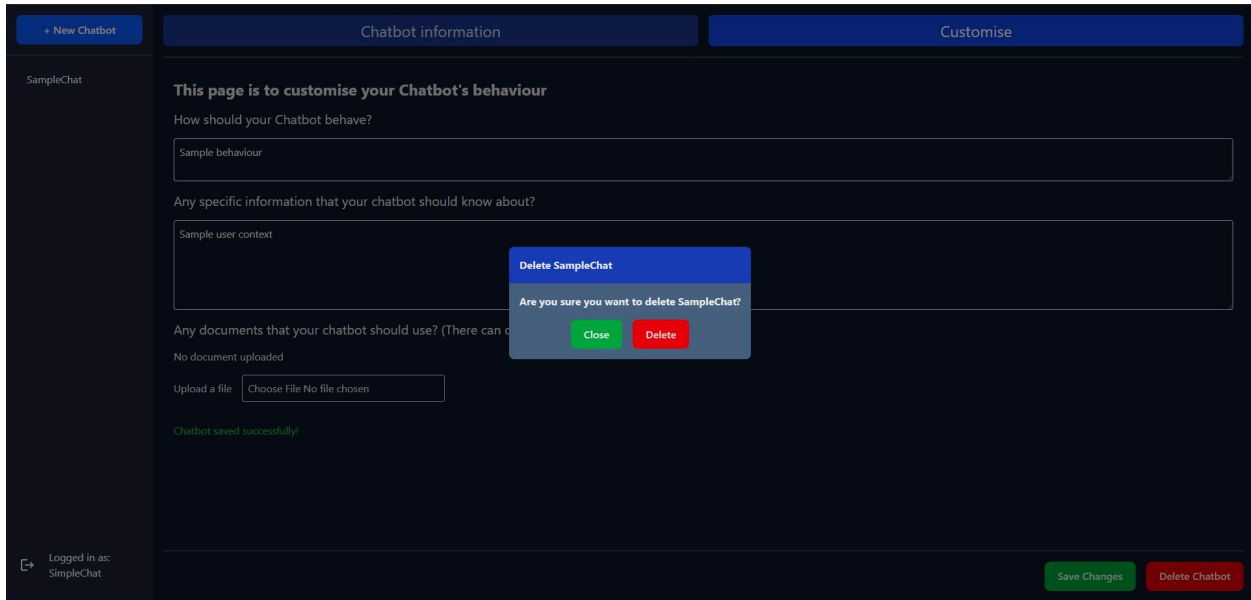 + New Chatbot
Chatbot information
Customise
SampleChat
This page is to customise your Chatbot's behaviour
How should your Chatbot behave?
Sample behaviour
Any specific information that your chatbot should know about?
Sample user context
Delete SampleChat
Are you sure you want to delete SampleChat?
Close
Delete
Any documents that your chatbot should use? (There can
No document uploaded
Upload a file
Choose File No file chosen
Chatbot saved successfully!
Logged in as:
SimpleChat
Save Changes
Delete Chatbot